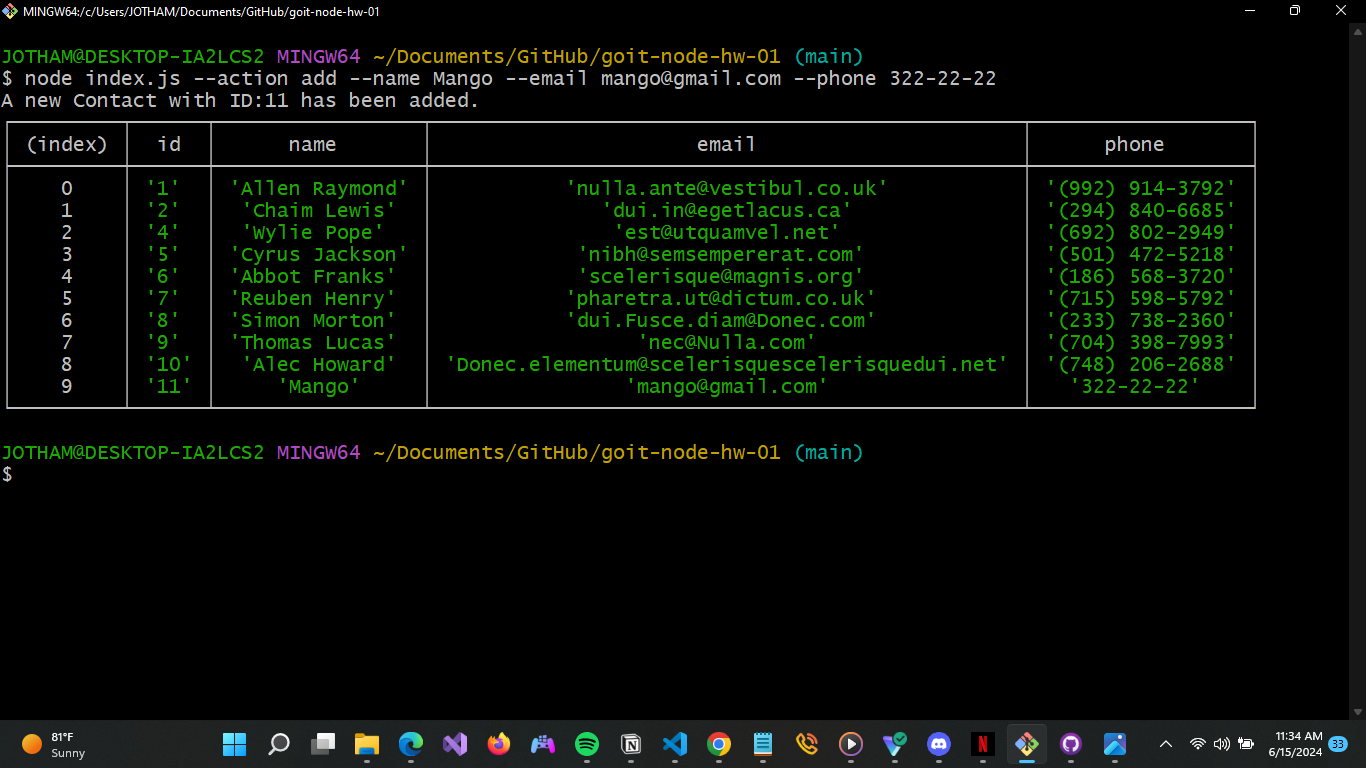 MINGW64:/c/Users/JOTHAM/Documents/GitHub/goit-node-hw-01
JOTHAM@DESKTOP-IA2LCS2 MINGW64 ~/Documents/GitHub/goit-node-hw-01 (main)
$ node index.js --action add --name Mango --email mango@gmail.com --phone 322-22-22
A new Contact with ID:11 has been added.
(index) id name email phone
0 '1' 'Allen Raymond' 'nulla.ante@vestibul.co.uk' '(992) 914-3792'
1 '2' 'Chaim Lewis' 'dui.in@egetlacus.ca' '(294) 840-6685'
2 '4' 'Wylie Pope' 'est@utquamvel.net' '(692) 802-2949'
3 '5' 'Cyrus Jackson' 'nibh@semsempererat.com' '(501) 472-5218'
4 '6' 'Abbot Franks' 'scelerisque@magnis.org' '(186) 568-3720'
5 '7' 'Reuben Henry' 'pharetra.ut@dictum.co.uk' '(715) 598-5792'
6 '8' 'Simon Morton' 'dui.Fusce.diam@Donec.com' '(233) 738-2360'
7 '9' 'Thomas Lucas' 'nec@Nulla.com' '(704) 398-7993'
8 '10' 'Alec Howard' 'Donec.elementum@scelerisquescelerisquedui.net' '(748) 206-2688'
9 '11' 'Mango' 'mango@gmail.com' '322-22-22'
JOTHAM@DESKTOP-IA2LCS2 MINGW64 ~/Documents/GitHub/goit-node-hw-01 (main)
$
81°F
Sunny
11:34 AM
6/15/2024
33